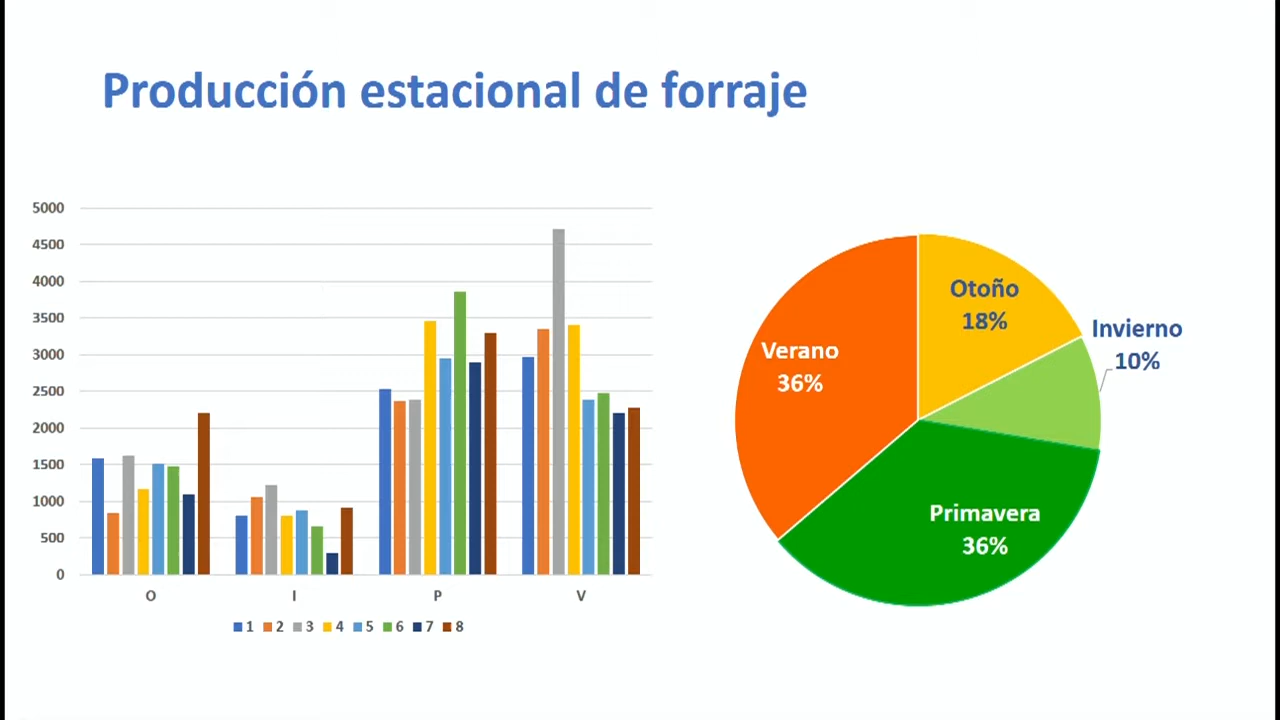 Producción estacional de forraje
5000
4500
4000
3500
3000
2500
2000
1500
1000
500
0
O I P V
1 2 3 4 5 6 7 8
Otoño
18%
Invierno
10%
Verano
36%
Primavera
36%